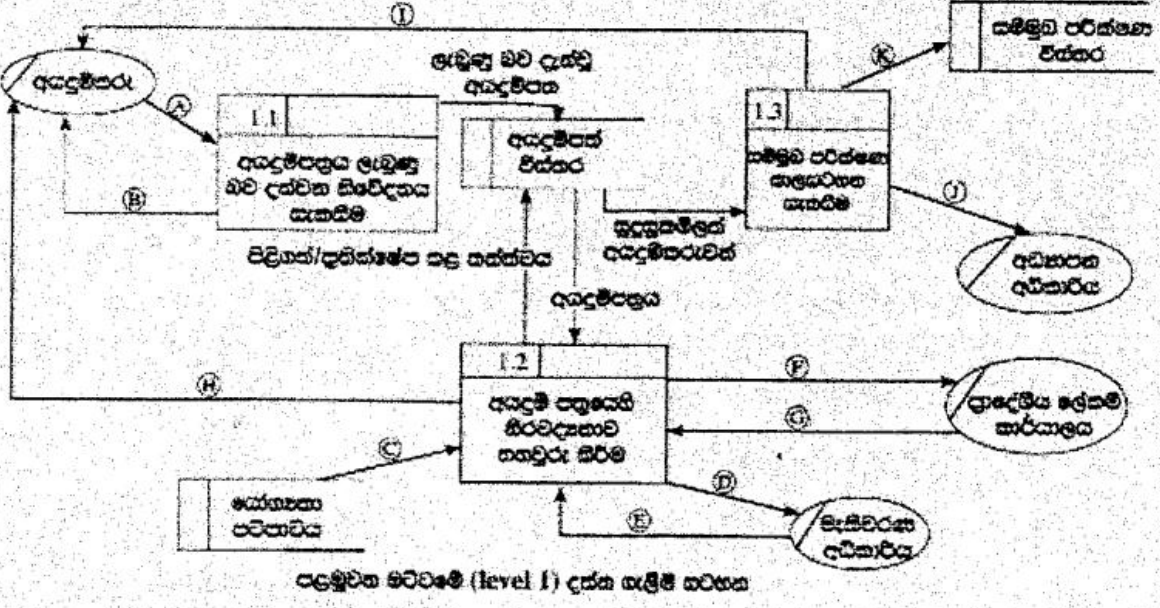 Ⓘ
අයදුම්කරු
ලැබුණු බව දැන්වූ
අයදුම්පත
Ⓚ
සම්මුඛ පරීක්ෂණ
විස්තර
Ⓐ
1.1
අයදුම්පත්‍රය ලැබුණු
බව දන්වන නිවේදනය
සැකසීම
අයදුම්පත්
විස්තර
1.3
සම්මුඛ පරීක්ෂණ
කාලසටහන
සැකසීම
Ⓑ
Ⓙ
සුදුසුකම්ලත්
අයදුම්කරුවන්
පිළිගත්/ප්‍රතික්ෂේප කළ තත්ත්වය
අධ්‍යාපන
අධිකාරිය
අයදුම්පත්‍රය
1.2
අයදුම් පත්‍රයෙහි
නිරවද්‍යතාව
තහවුරු කිරීම
Ⓗ
Ⓕ
Ⓖ
ප්‍රාදේශීය ලේකම්
කාර්යාලය
Ⓒ
Ⓓ
Ⓔ
යෝග්‍යතා
පටිපාටිය
මැතිවරණ
අධිකාරිය
පළමුවන මට්ටමේ (level 1) දත්ත ගැලීම් සටහන